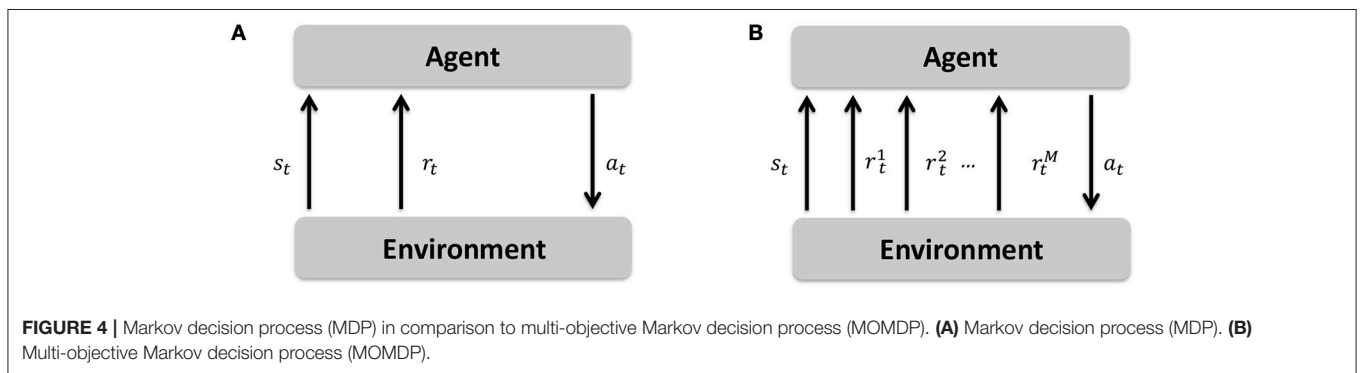 A
Agent
s_t r_t a_t
Environment
B
Agent
s_t r_t^1 r_t^2 ... r_t^M a_t
Environment
FIGURE 4 | Markov decision process (MDP) in comparison to multi-objective Markov decision process (MOMDP). (A) Markov decision process (MDP). (B)
Multi-objective Markov decision process (MOMDP).